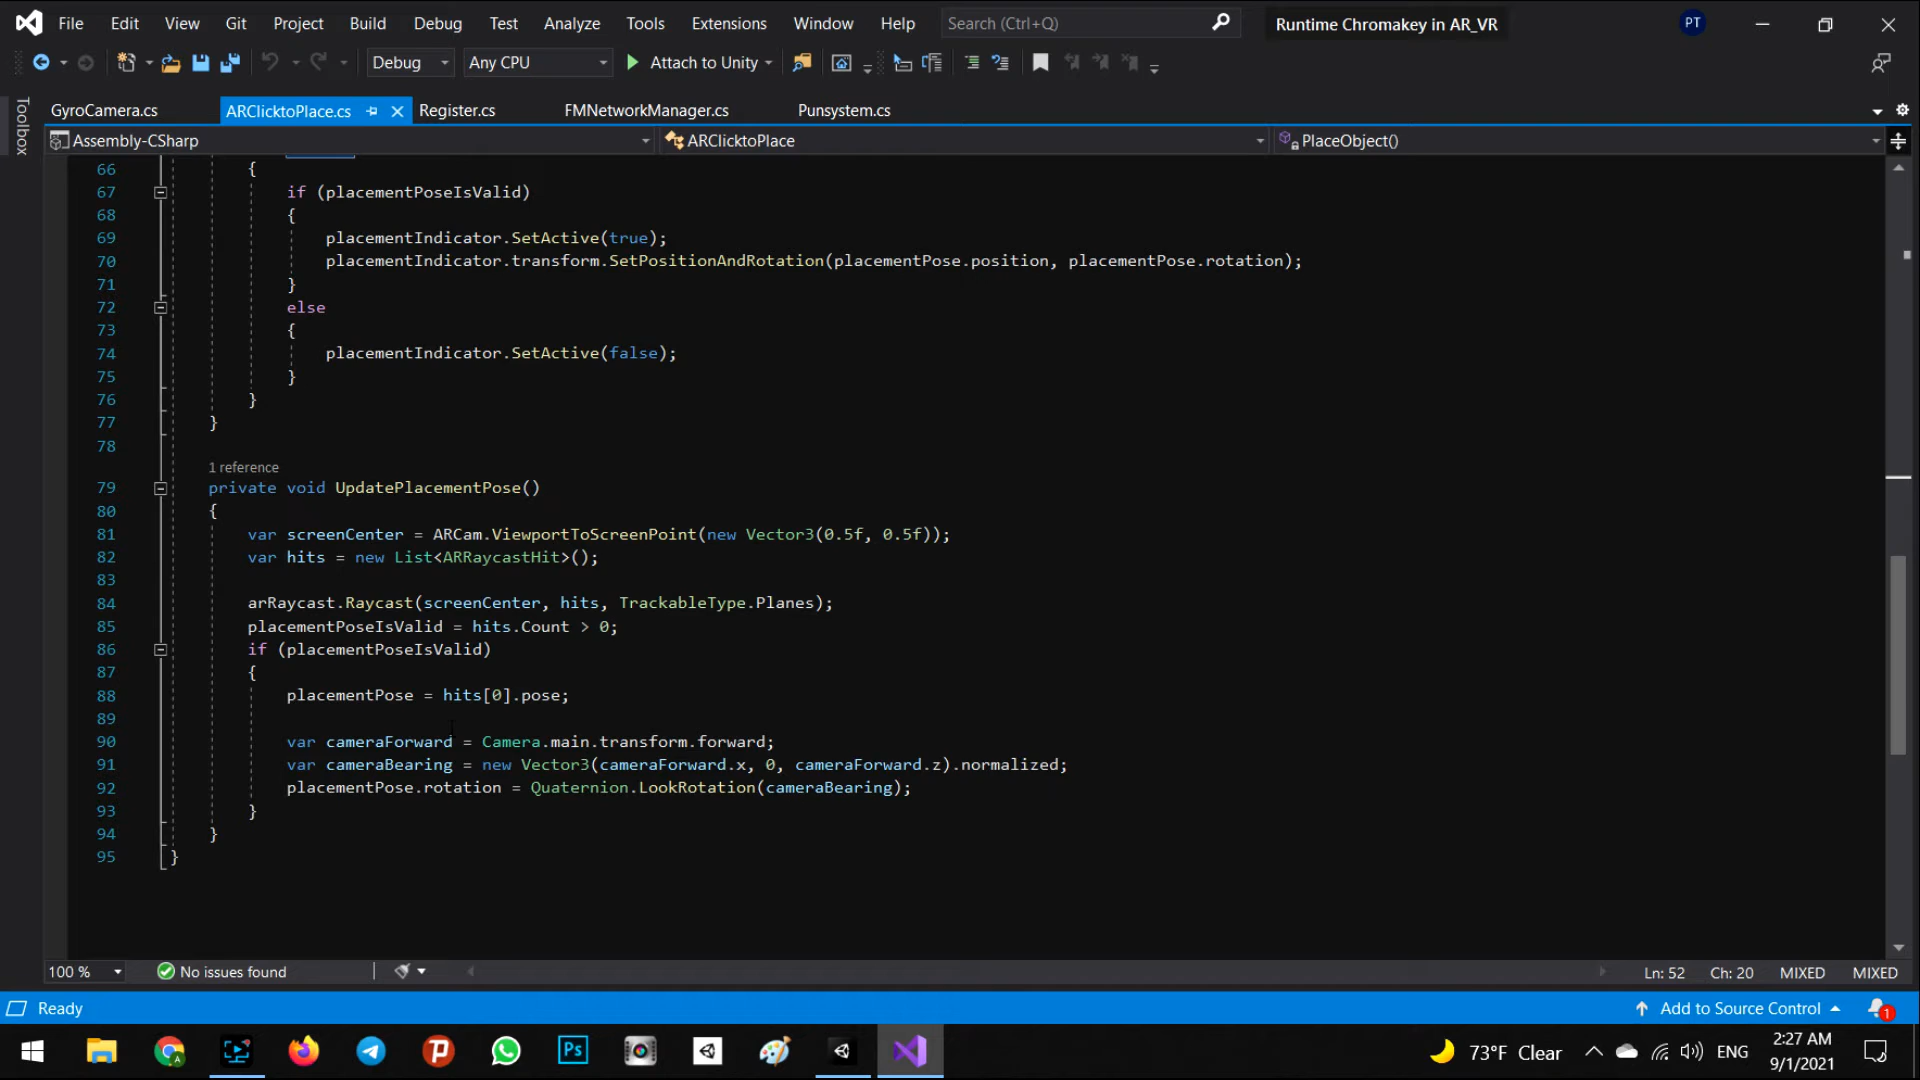 File Edit View Git Project Build Debug Test Analyze Tools Extensions Window Help Search (Ctrl+Q) Runtime Chromakey in AR_VR PT
Debug Any CPU Attach to Unity
Toolbox
GyroCamera.cs ARClicktoPlace.cs Register.cs FMNetworkManager.cs Punsystem.cs
Assembly-CSharp ARClicktoPlace PlaceObject()
66 {
67 if (placementPoseIsValid)
68 {
69 placementIndicator.SetActive(true);
70 placementIndicator.transform.SetPositionAndRotation(placementPose.position, placementPose.rotation);
71 }
72 else
73 {
74 placementIndicator.SetActive(false);
75 }
76 }
77 }
78
1 reference
79 private void UpdatePlacementPose()
80 {
81 var screenCenter = ARCam.ViewportToScreenPoint(new Vector3(0.5f, 0.5f));
82 var hits = new List<ARRaycastHit>();
83
84 arRaycast.Raycast(screenCenter, hits, TrackableType.Planes);
85 placementPoseIsValid = hits.Count > 0;
86 if (placementPoseIsValid)
87 {
88 placementPose = hits[0].pose;
89
90 var cameraForward = Camera.main.transform.forward;
91 var cameraBearing = new Vector3(cameraForward.x, 0, cameraForward.z).normalized;
92 placementPose.rotation = Quaternion.LookRotation(cameraBearing);
93 }
94 }
95 }
100 % No issues found Ln: 52 Ch: 20 MIXED MIXED
Ready Add to Source Control 1
Ps 73°F Clear ENG 2:27 AM
9/1/2021